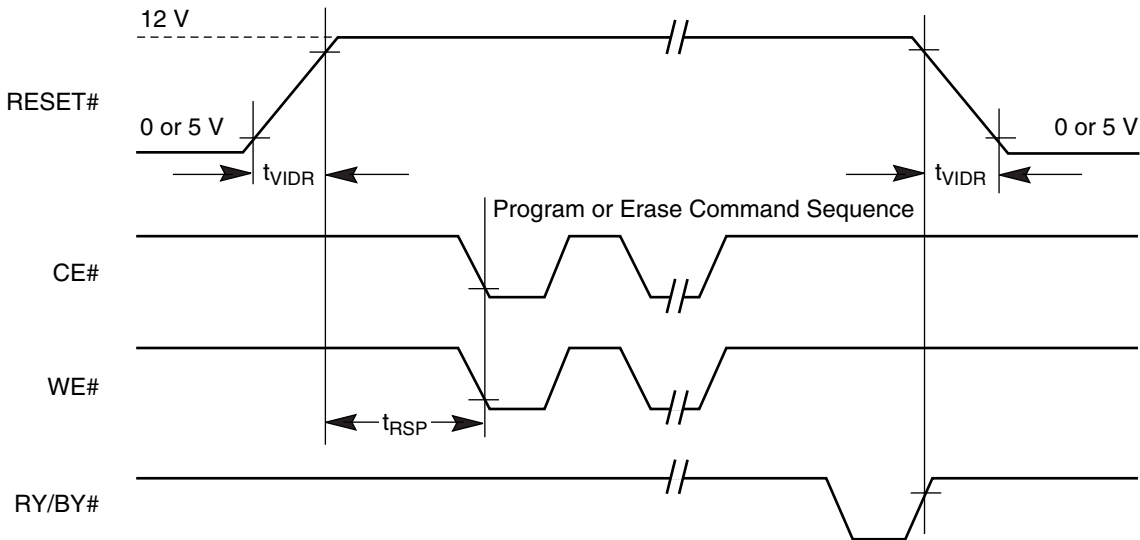 12 V
RESET#
0 or 5 V
0 or 5 V
tVIDR
tVIDR
Program or Erase Command Sequence
CE#
WE#
tRSP
RY/BY#